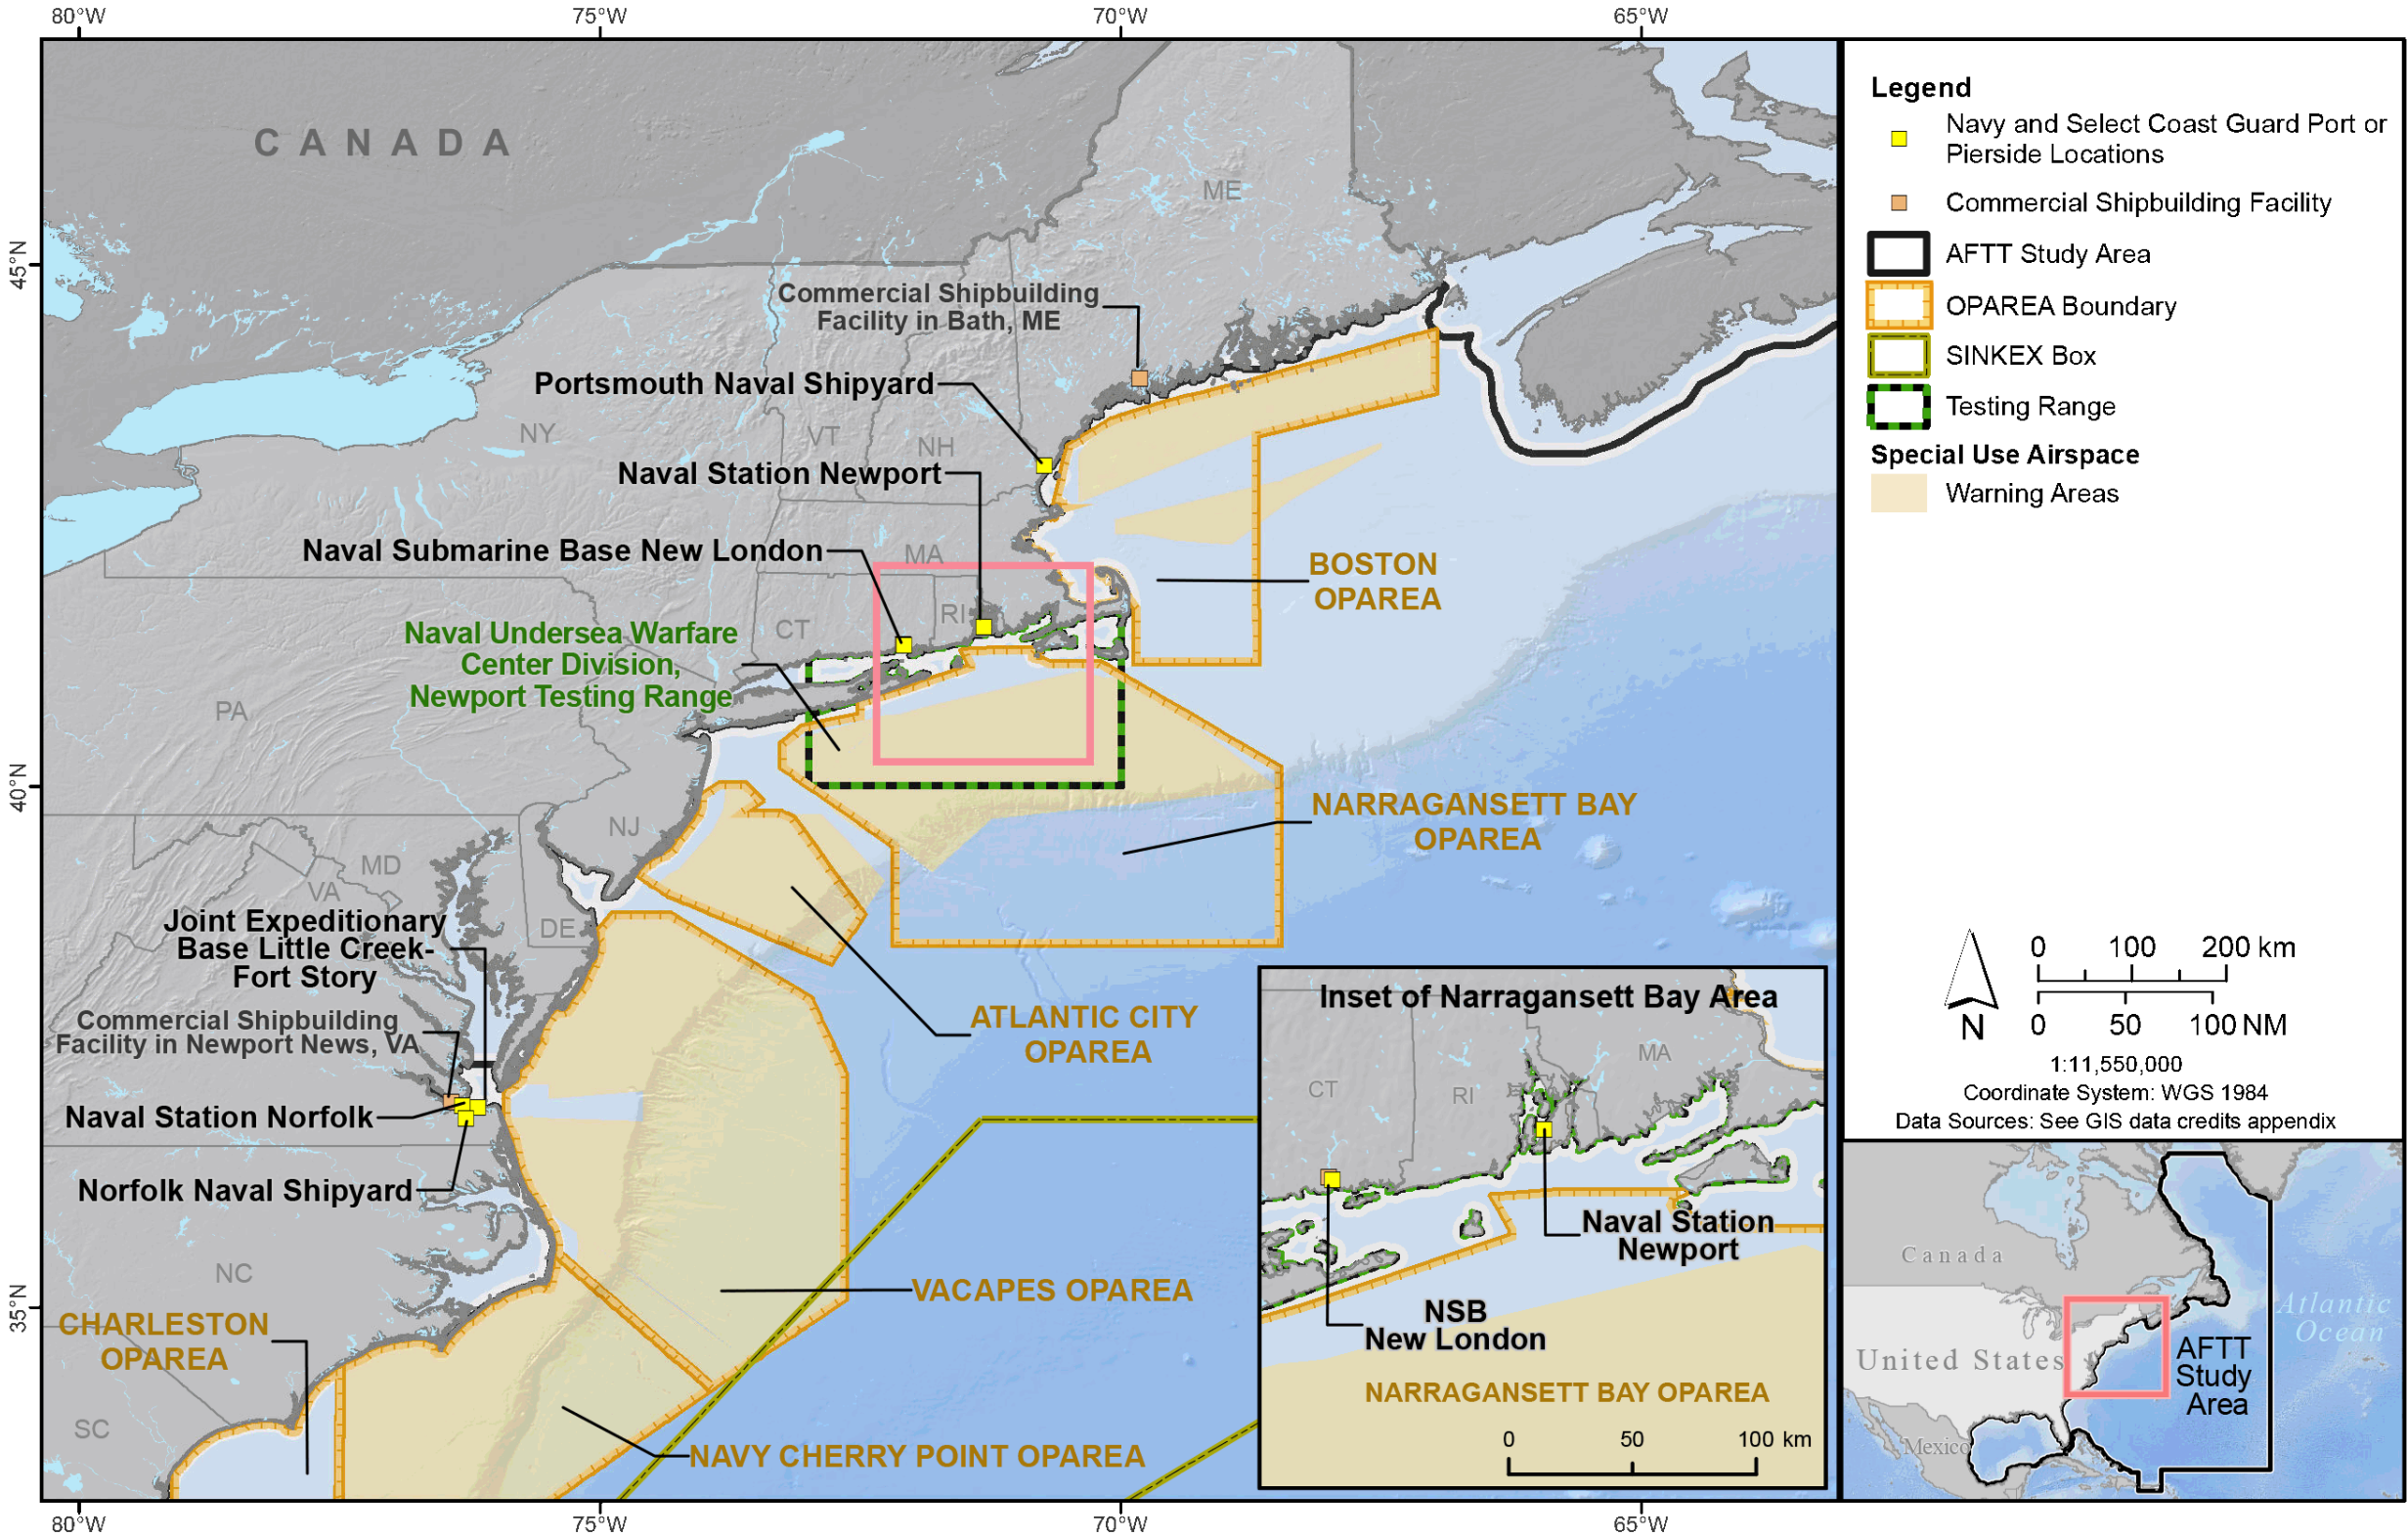 80°W
75°W
70°W
65°W
45°N
40°N
35°N
80°W
75°W
70°W
65°W
CANADA
ME
Commercial Shipbuilding
Facility in Bath, ME
Portsmouth Naval Shipyard
NY
VT
NH
Naval Station Newport
Naval Submarine Base New London
MA
BOSTON
OPAREA
CT
RI
Naval Undersea Warfare
Center Division,
Newport Testing Range
PA
NARRAGANSETT BAY
OPAREA
NJ
MD
VA
DE
Joint Expeditionary
Base Little Creek-
Fort Story
Commercial Shipbuilding
Facility in Newport News, VA
ATLANTIC CITY
OPAREA
Naval Station Norfolk
Norfolk Naval Shipyard
NC
VACAPES OPAREA
CHARLESTON
OPAREA
SC
NAVY CHERRY POINT OPAREA
Inset of Narragansett Bay Area
MA
CT
RI
Naval Station
Newport
NSB
New London
NARRAGANSETT BAY OPAREA
0 50 100 km
Legend
Navy and Select Coast Guard Port or
Pierside Locations
Commercial Shipbuilding Facility
AFTT Study Area
OPAREA Boundary
SINKEX Box
Testing Range
Special Use Airspace
Warning Areas
N
0 100 200 km
0 50 100 NM
1:11,550,000
Coordinate System: WGS 1984
Data Sources: See GIS data credits appendix
Canada
Atlantic
Ocean
United States
AFTT
Study
Area
Mexico